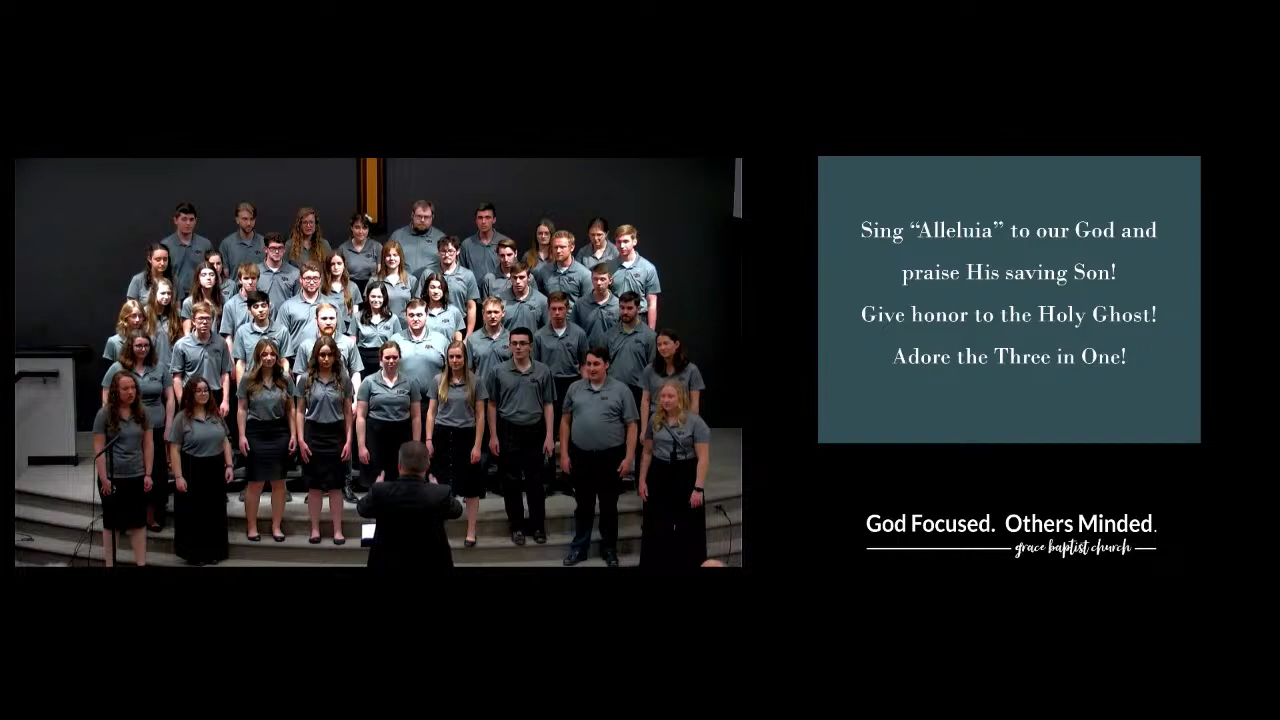 Sing “Alleluia” to our God and
praise His saving Son!
Give honor to the Holy Ghost!
Adore the Three in One!
God Focused. Others Minded.
grace baptist church